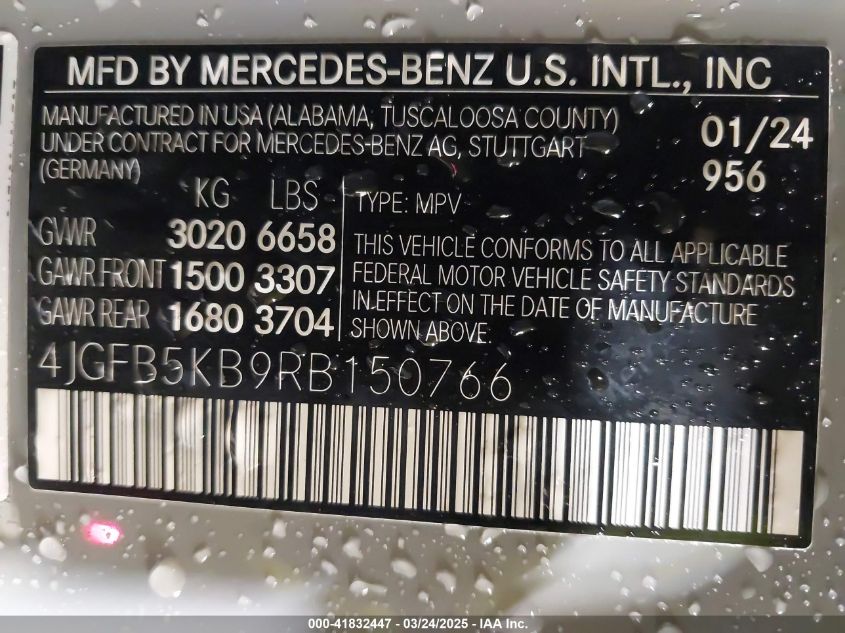 MFD BY MERCEDES-BENZ U.S. INTL., INC
MANUFACTURED IN USA (ALABAMA, TUSCALOOSA COUNTY)
UNDER CONTRACT FOR MERCEDES-BENZ AG, STUTTGART
(GERMANY)
01/24
956
KG LBS
GVWR 3020 6658
GAWR FRONT 1500 3307
GAWR REAR 1680 3704
TYPE: MPV
THIS VEHICLE CONFORMS TO ALL APPLICABLE
FEDERAL MOTOR VEHICLE SAFETY STANDARDS
IN EFFECT ON THE DATE OF MANUFACTURE
SHOWN ABOVE.
4JGFB5KB9RB150766
000-41832447 - 03/24/2025 - IAA Inc.